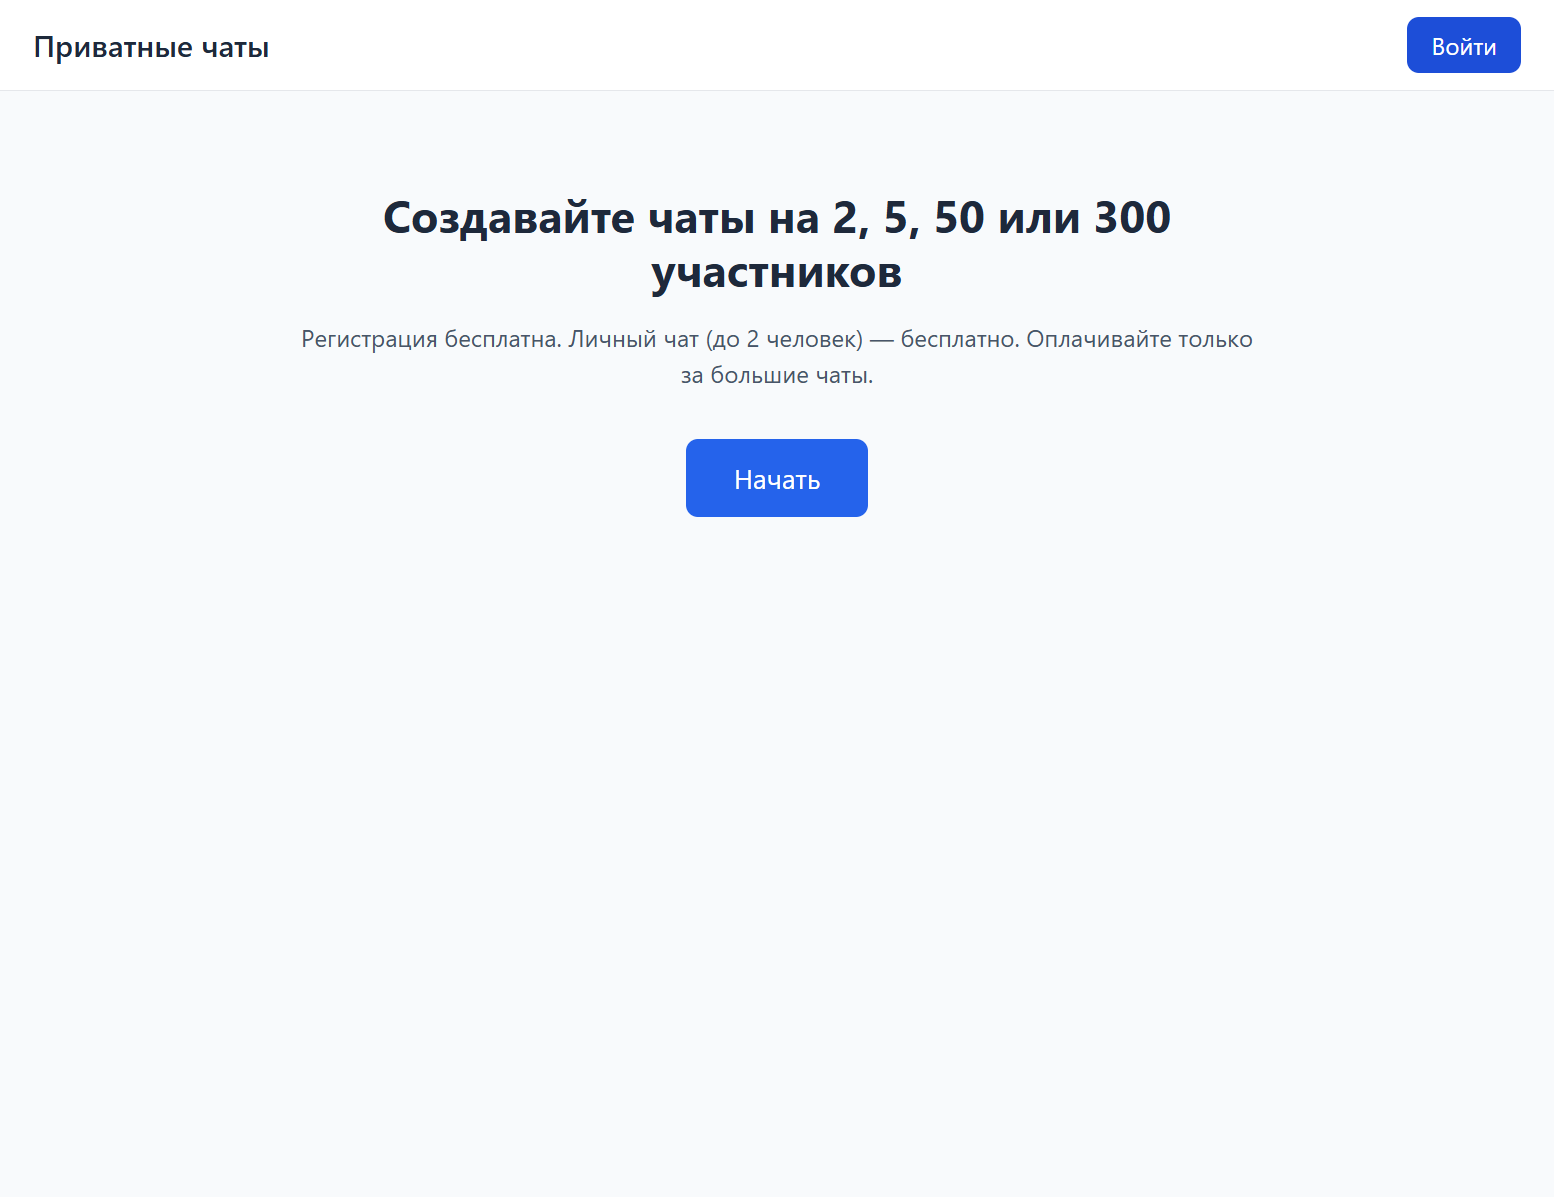 Приватные чаты
Войти
Создавайте чаты на 2, 5, 50 или 300
участников
Регистрация бесплатна. Личный чат (до 2 человек) — бесплатно. Оплачивайте только
за большие чаты.
Начать